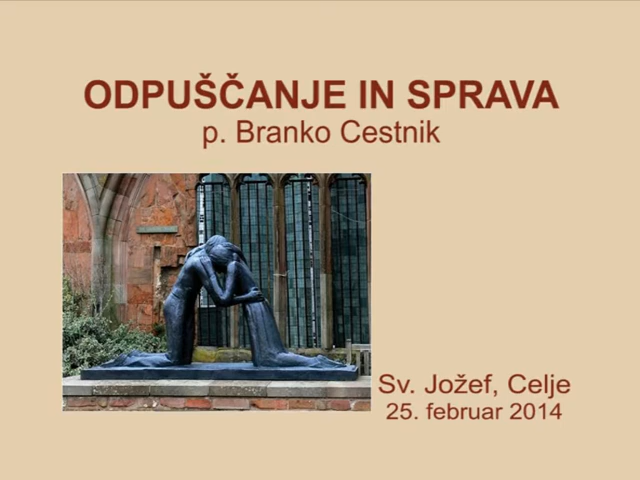 ODPUŠČANJE IN SPRAVA
p. Branko Cestnik
Sv. Jožef, Celje
25. februar 2014